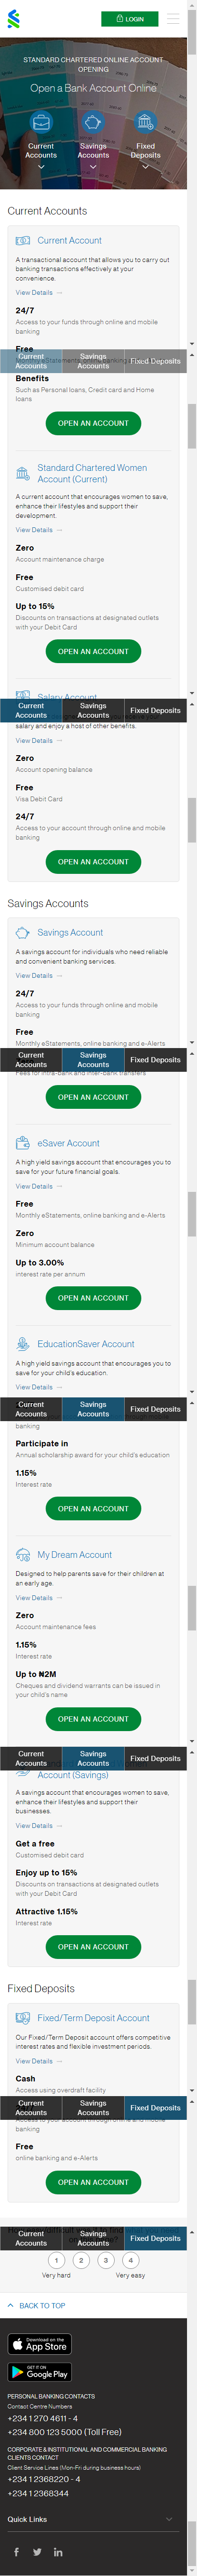 LOGIN
STANDARD CHARTERED ONLINE ACCOUNT
OPENING
Open a Bank Account Online
Current
Accounts
Savings
Accounts
Fixed
Deposits
Current Accounts
Current Account
A transactional account that allows you to carry out
banking transactions effectively at your
convenience.
View Details
24/7
Access to your funds through online and mobile
banking
Free
Current
Accounts
Savings
Accounts
Fixed Deposits
Benefits
Such as Personal loans, Credit card and Home
loans
OPEN AN ACCOUNT
Standard Chartered Women
Account (Current)
A current account that encourages women to save,
enhance their lifestyles and support their
development.
View Details
Zero
Account maintenance charge
Free
Customised debit card
Up to 15%
Discounts on transactions at designated outlets
with your Debit Card
OPEN AN ACCOUNT
Salary Account
Current
Accounts
Savings
Accounts
Fixed Deposits
salary and enjoy a host of other benefits.
View Details
Zero
Account opening balance
Free
Visa Debit Card
24/7
Access to your account through online and mobile
banking
OPEN AN ACCOUNT
Savings Accounts
Savings Account
A savings account for individuals who need reliable
and convenient banking services.
View Details
24/7
Access to your funds through online and mobile
banking
Free
Monthly eStatements, online banking and e-Alerts
Current
Accounts
Savings
Accounts
Fixed Deposits
Fees for intra-bank and inter-bank transfers
OPEN AN ACCOUNT
eSaver Account
A high yield savings account that encourages you to
save for your future financial goals.
View Details
Free
Monthly eStatements, online banking and e-Alerts
Zero
Minimum account balance
Up to 3.00%
interest rate per annum
OPEN AN ACCOUNT
EducationSaver Account
A high yield savings account that encourages you to
save for your child's education.
View Details
Current
Accounts
Savings
Accounts
Fixed Deposits
banking
Participate in
Annual scholarship award for your child's education
1.15%
Interest rate
OPEN AN ACCOUNT
My Dream Account
Designed to help parents save for their children at
an early age.
View Details
Zero
Account maintenance fees
1.15%
Interest rate
Up to ₦2M
Cheques and dividend warrants can be issued in
your child's name
OPEN AN ACCOUNT
Current
Accounts
Savings
Accounts
Fixed Deposits
Account (Savings)
A savings account that encourages women to save,
enhance their lifestyles and support their
businesses.
View Details
Get a free
Customised debit card
Enjoy up to 15%
Discounts on transactions at designated outlets
with your Debit Card
Attractive 1.15%
Interest rate
OPEN AN ACCOUNT
Fixed Deposits
Fixed/Term Deposit Account
Our Fixed/Term Deposit account offers competitive
interest rates and flexible investment periods.
View Details
Cash
Access using overdraft facility
Current
Accounts
Savings
Accounts
Fixed Deposits
Access to your account through online and mobile
banking
Free
online banking and e-Alerts
OPEN AN ACCOUNT
Current
Accounts
Savings
Accounts
Fixed Deposits
1 2 3 4
Very hard Very easy
BACK TO TOP
Download on the
App Store
GET IT ON
Google Play
PERSONAL BANKING CONTACTS
Contact Centre Numbers
+234 1 270 4611 - 4
+234 800 123 5000 (Toll Free)
CORPORATE & INSTITUTIONAL AND COMMERCIAL BANKING
CLIENTS CONTACT
Client Service Lines (Mon-Fri during business hours)
+234 1 2368220 - 4
+234 1 2368344
Quick Links